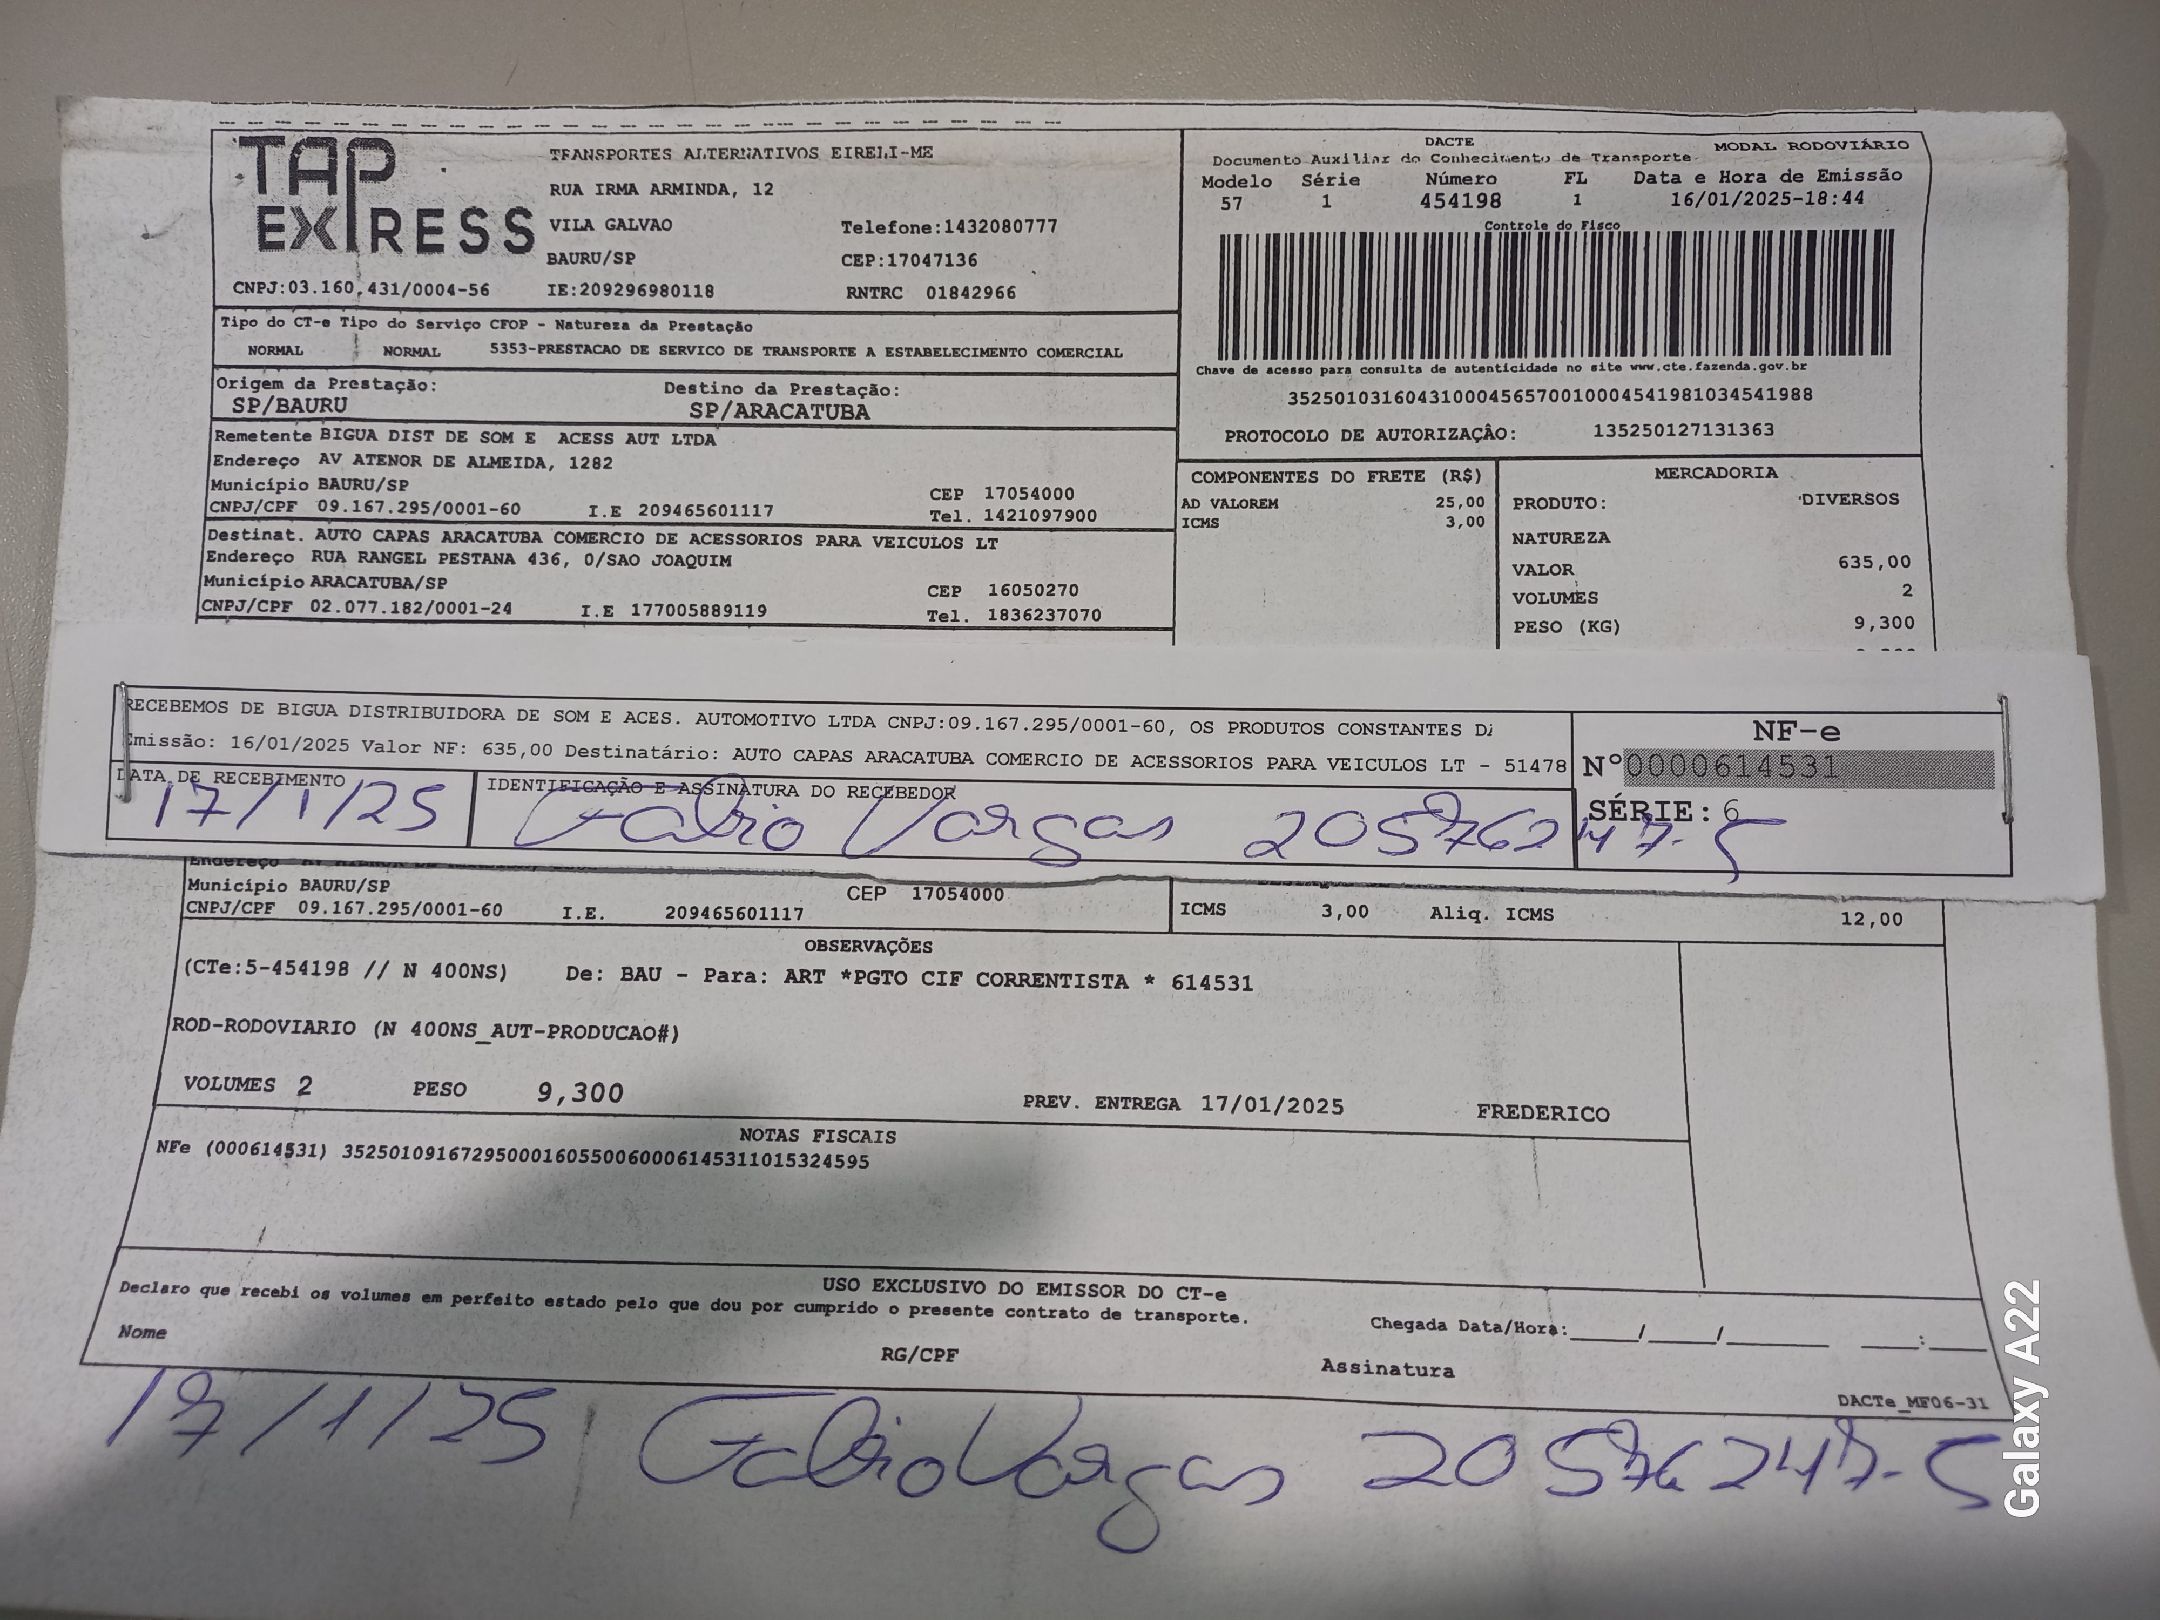 TAP EXPRESS
TRANSPORTES ALTERNATIVOS EIRELI-ME
RUA IRMA ARMINDA, 12
VILA GALVAO Telefone:1432080777
BAURU/SP CEP:17047136
CNPJ:03.160.431/0004-56 IE:209296980118 RNTRC 01842966
DACTE MODAL RODOVIÁRIO
Documento Auxiliar do Conhecimento de Transporte
Modelo Série Número FL Data e Hora de Emissão
57 1 454198 1 16/01/2025-18:44
Controle do Fisco
Chave de acesso para consulta de autenticidade no site www.cte.fazenda.gov.br
35250103160431000456570010004541981034541988
PROTOCOLO DE AUTORIZAÇÂO: 135250127131363
Tipo do CT-e Tipo do Serviço CFOP - Natureza da Prestação
NORMAL NORMAL 5353-PRESTACAO DE SERVICO DE TRANSPORTE A ESTABELECIMENTO COMERCIAL
Origem da Prestação: Destino da Prestação:
SP/BAURU SP/ARACATUBA
Remetente BIGUA DIST DE SOM E ACESS AUT LTDA
Endereço AV ATENOR DE ALMEIDA, 1282
Município BAURU/SP CEP 17054000
CNPJ/CPF 09.167.295/0001-60 I.E 209465601117 Tel. 1421097900
Destinat. AUTO CAPAS ARACATUBA COMERCIO DE ACESSORIOS PARA VEICULOS LT
Endereço RUA RANGEL PESTANA 436, 0/SAO JOAQUIM
Município ARACATUBA/SP CEP 16050270
CNPJ/CPF 02.077.182/0001-24 I.E 177005889119 Tel. 1836237070
COMPONENTES DO FRETE (R$)
AD VALOREM 25,00
ICMS 3,00
MERCADORIA
PRODUTO: DIVERSOS
NATUREZA
VALOR 635,00
VOLUMES 2
PESO (KG) 9,300
RECEBEMOS DE BIGUA DISTRIBUIDORA DE SOM E ACES. AUTOMOTIVO LTDA CNPJ:09.167.295/0001-60, OS PRODUTOS CONSTANTES DA
Emissão: 16/01/2025 Valor NF: 635,00 Destinatário: AUTO CAPAS ARACATUBA COMERCIO DE ACESSORIOS PARA VEICULOS LT - 51478
DATA DE RECEBIMENTO IDENTIFICAÇÃO E ASSINATURA DO RECEBEDOR
17/1/25 Fabio Vargas 20576247-5
NF-e
Nº0000614531
SÉRIE: 6
Endereço
Município BAURU/SP CEP 17054000
CNPJ/CPF 09.167.295/0001-60 I.E. 209465601117
ICMS 3,00 Aliq. ICMS 12,00
OBSERVAÇÕES
(CTe:5-454198 // N 400NS) De: BAU - Para: ART *PGTO CIF CORRENTISTA * 614531
ROD-RODOVIARIO (N 400NS_AUT-PRODUCAO#)
VOLUMES 2 PESO 9,300 PREV. ENTREGA 17/01/2025 FREDERICO
NOTAS FISCAIS
NFe (000614531) 35250109167295000160550060006145311015324595
USO EXCLUSIVO DO EMISSOR DO CT-e
Declaro que recebi os volumes em perfeito estado pelo que dou por cumprido o presente contrato de transporte.
Nome RG/CPF Assinatura Chegada Data/Hora:____/____/______ ____:____
DACTe_MF06-31
17/1/25 Fabio Vargas 20576247-5
Galaxy A22